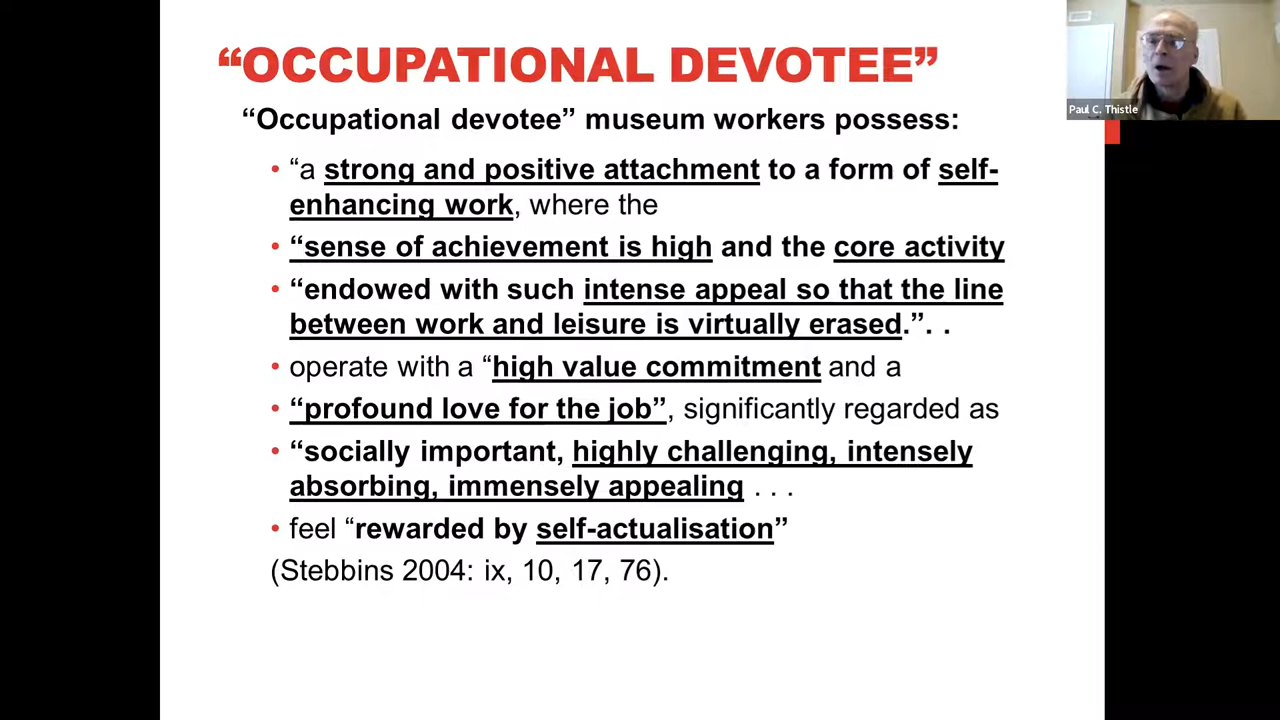 “OCCUPATIONAL DEVOTEE”
“Occupational devotee” museum workers possess:
• “a strong and positive attachment to a form of self-
enhancing work, where the
• “sense of achievement is high and the core activity
• “endowed with such intense appeal so that the line
between work and leisure is virtually erased.”. .
• operate with a “high value commitment and a
• “profound love for the job”, significantly regarded as
• “socially important, highly challenging, intensely
absorbing, immensely appealing . . .
• feel “rewarded by self-actualisation”
(Stebbins 2004: ix, 10, 17, 76).
Paul C. Thistle